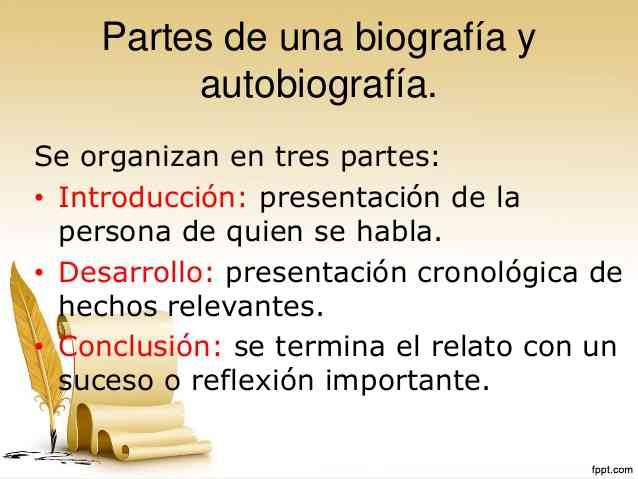 Partes de una biografía y
autobiografía.
Se organizan en tres partes:
• Introducción: presentación de la
persona de quien se habla.
• Desarrollo: presentación cronológica de
hechos relevantes.
• Conclusión: se termina el relato con un
suceso o reflexión importante.
fppt.com